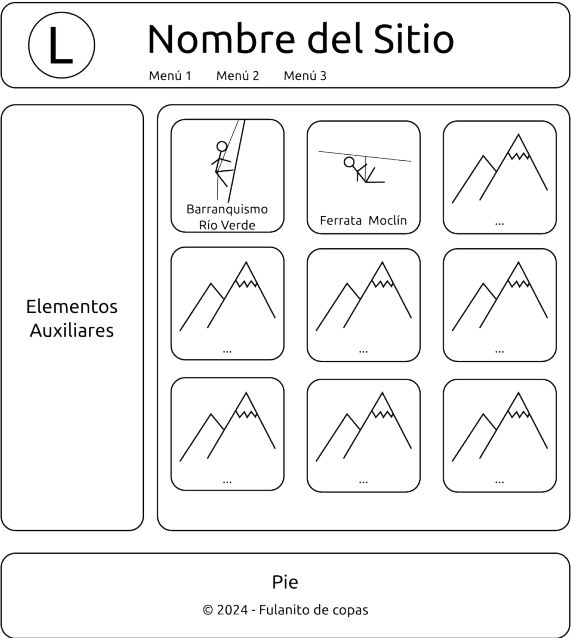 L
Nombre del Sitio
Menú 1 Menú 2 Menú 3
Elementos
Auxiliares
Barranquismo
Río Verde
Ferrata Moclín
...
...
...
...
...
...
...
Pie
© 2024 - Fulanito de copas